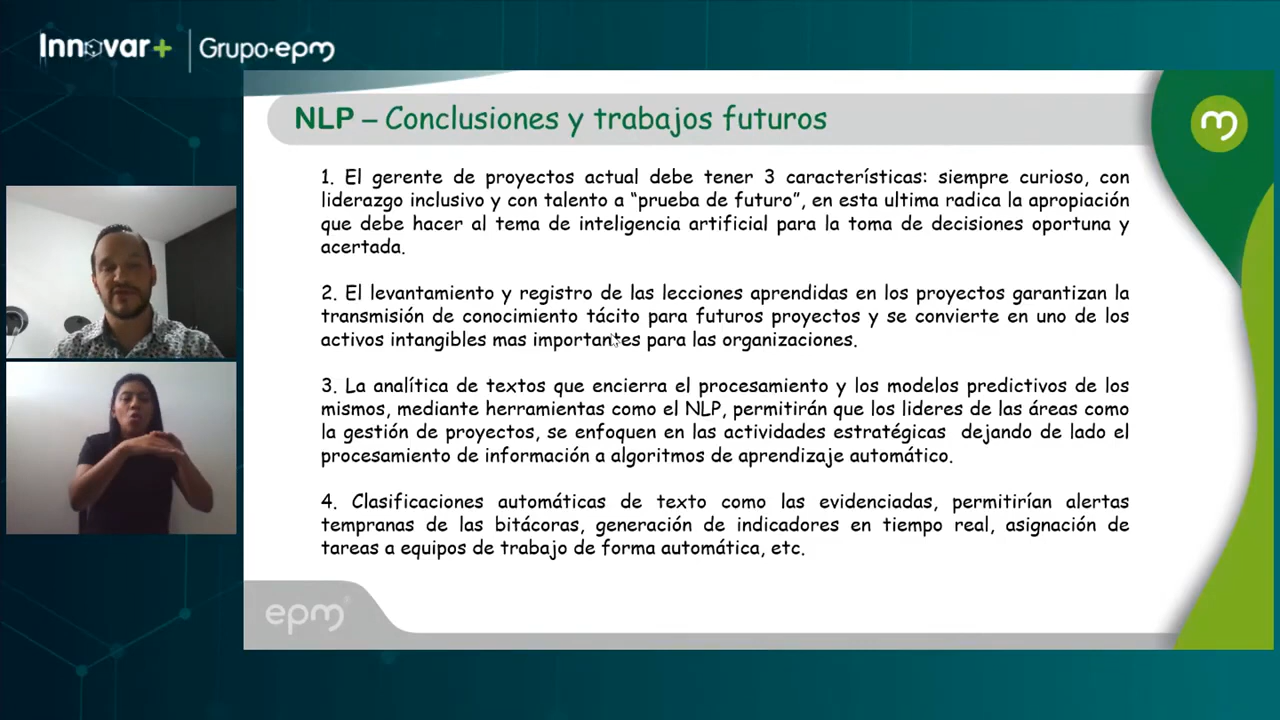 Innovar+ Grupo·epm
NLP – Conclusiones y trabajos futuros
1. El gerente de proyectos actual debe tener 3 características: siempre curioso, con
liderazgo inclusivo y con talento a “prueba de futuro”, en esta ultima radica la apropiación
que debe hacer al tema de inteligencia artificial para la toma de decisiones oportuna y
acertada.
2. El levantamiento y registro de las lecciones aprendidas en los proyectos garantizan la
transmisión de conocimiento tácito para futuros proyectos y se convierte en uno de los
activos intangibles mas importantes para las organizaciones.
3. La analítica de textos que encierra el procesamiento y los modelos predictivos de los
mismos, mediante herramientas como el NLP, permitirán que los lideres de las áreas como
la gestión de proyectos, se enfoquen en las actividades estratégicas dejando de lado el
procesamiento de información a algoritmos de aprendizaje automático.
4. Clasificaciones automáticas de texto como las evidenciadas, permitirían alertas
tempranas de las bitácoras, generación de indicadores en tiempo real, asignación de
tareas a equipos de trabajo de forma automática, etc.
epm®